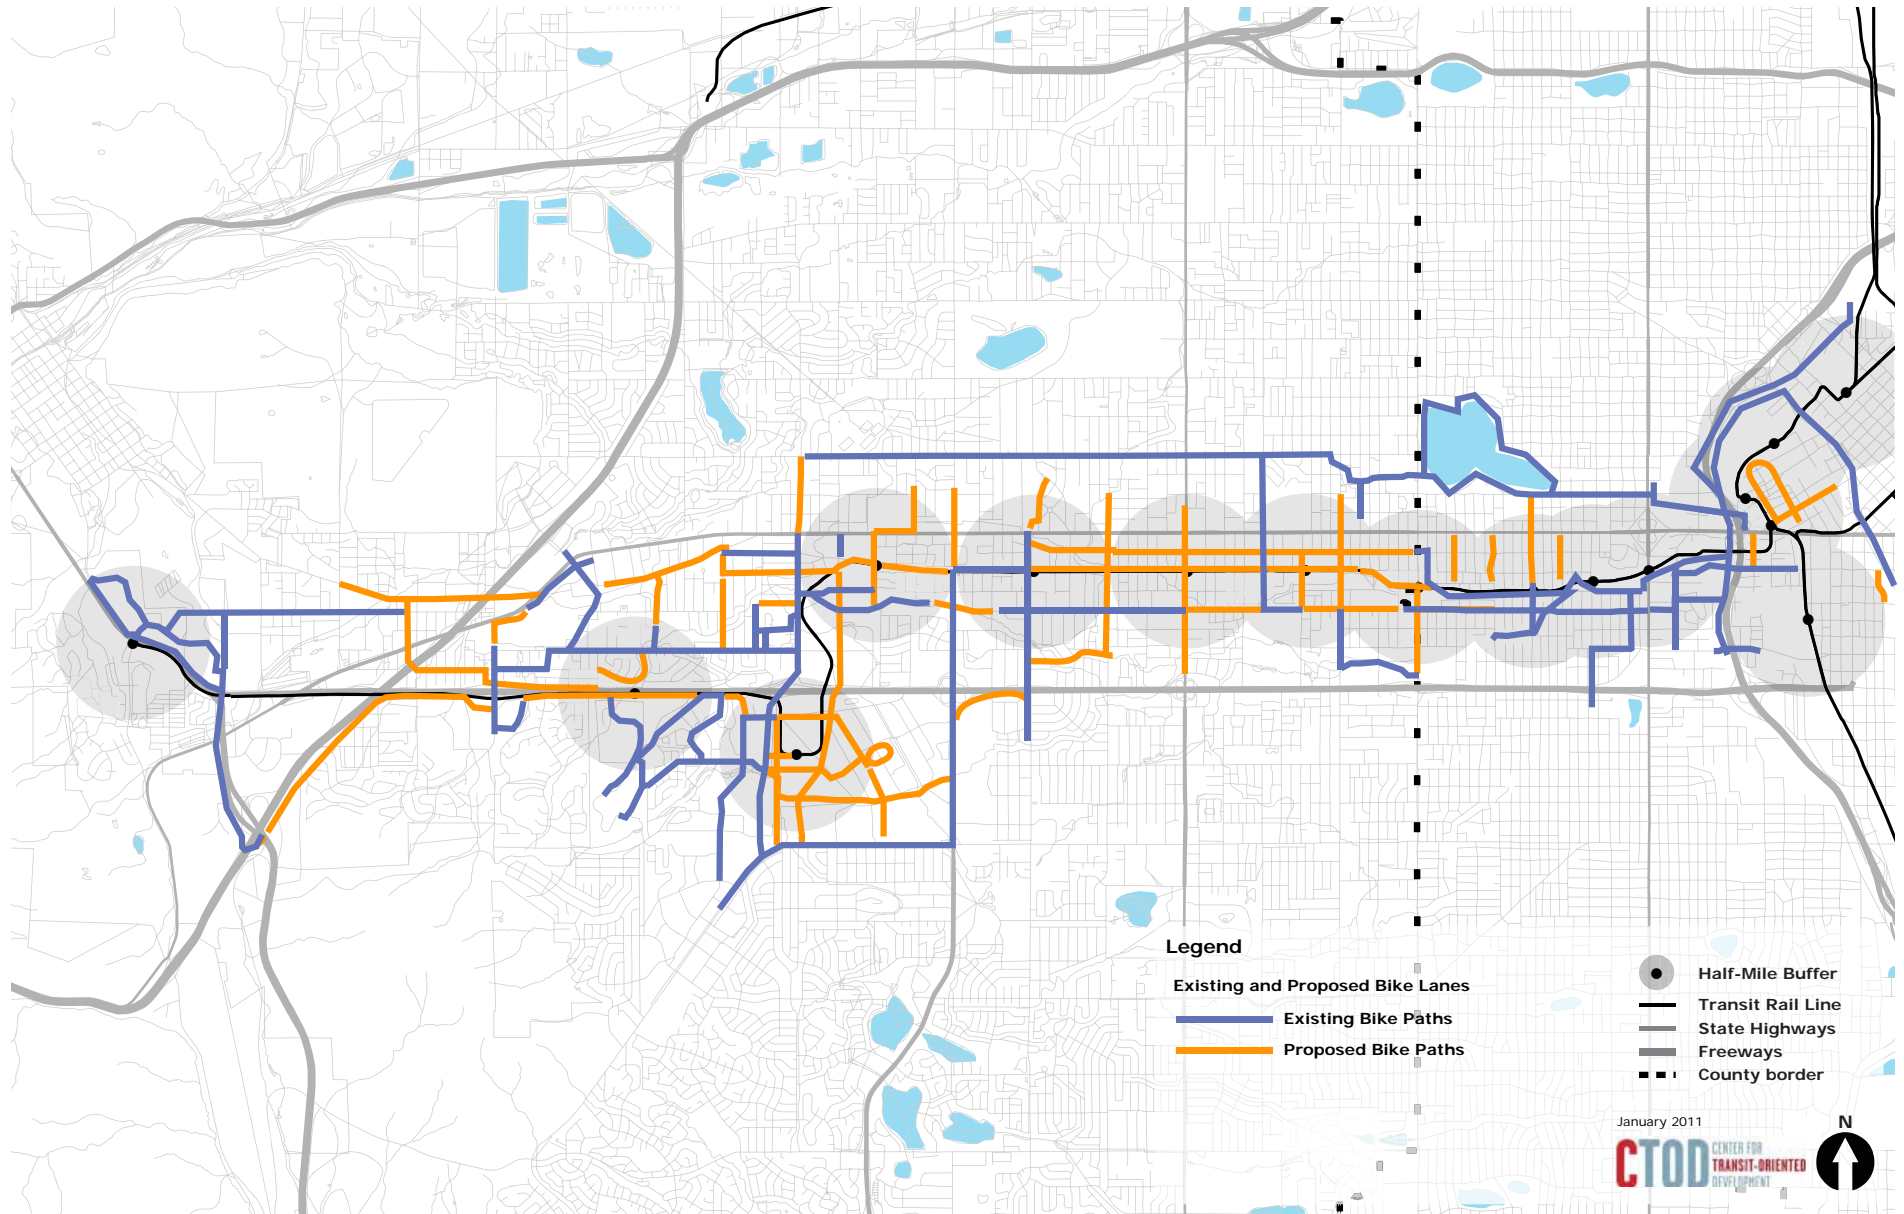 Legend
Existing and Proposed Bike Lanes
Existing Bike Paths
Proposed Bike Paths
Half-Mile Buffer
Transit Rail Line
State Highways
Freeways
County border
January 2011
N
CTOD
CENTER FOR
TRANSIT-ORIENTED
DEVELOPMENT